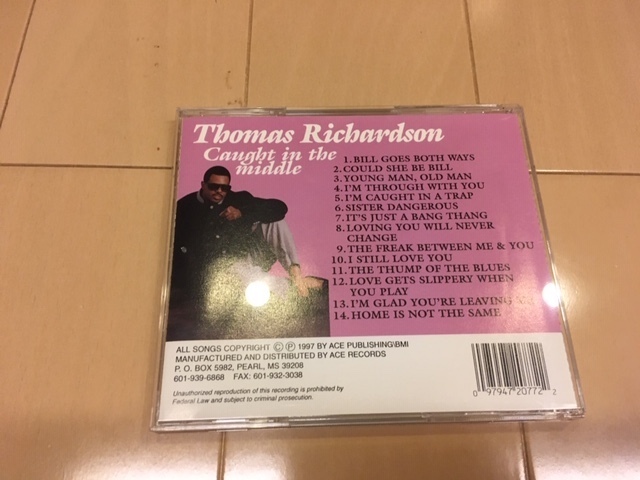 Thomas Richardson
Caught in the
middle
1. BILL GOES BOTH WAYS
2. COULD SHE BE BILL
3. YOUNG MAN, OLD MAN
4. I'M THROUGH WITH YOU
5. I'M CAUGHT IN A TRAP
6. SISTER DANGEROUS
7. IT'S JUST A BANG THANG
8. LOVING YOU WILL NEVER
CHANGE
9. THE FREAK BETWEEN ME & YOU
10. I STILL LOVE YOU
11. THE THUMP OF THE BLUES
12. LOVE GETS SLIPPERY WHEN
YOU PLAY
13. I'M GLAD YOU'RE LEAVING
14. HOME IS NOT THE SAME
ALL SONGS COPYRIGHT © ℗ 1997 BY ACE PUBLISHING\BMI
MANUFACTURED AND DISTRIBUTED BY ACE RECORDS
P. O. BOX 5982, PEARL, MS 39208
601-939-6868 FAX: 601-932-3038
Unauthorized reproduction of this recording is prohibited by
Federal Law and subject to criminal prosecution.
0 97947 20772 2